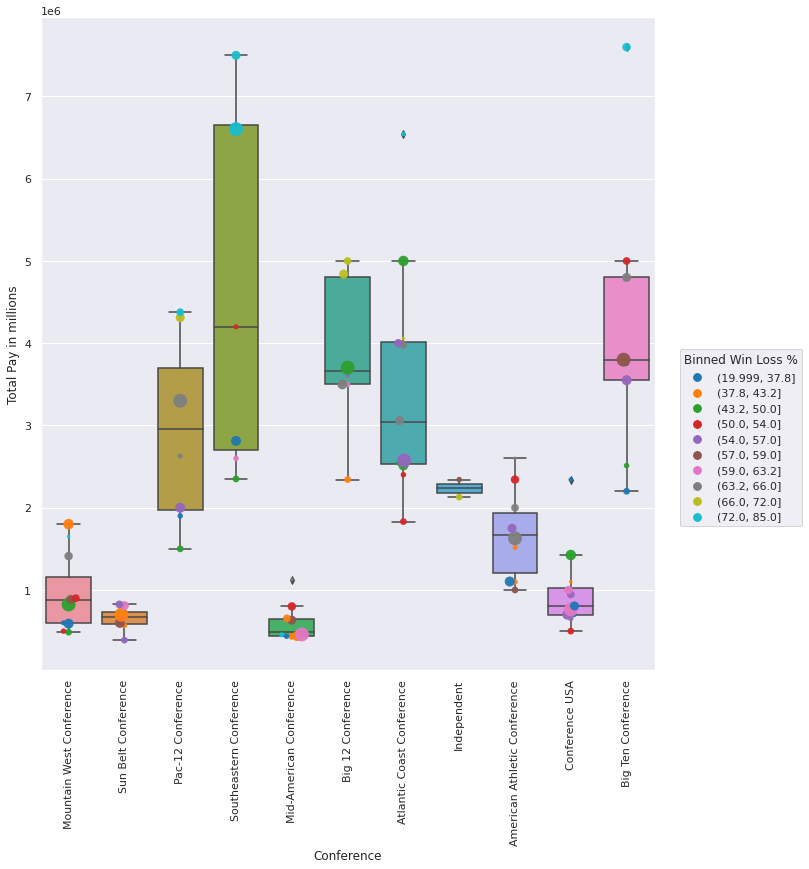 1e6
7
6
5
4
3
2
1
Total Pay in millions
Mountain West Conference
Sun Belt Conference
Pac-12 Conference
Southeastern Conference
Mid-American Conference
Big 12 Conference
Atlantic Coast Conference
Independent
American Athletic Conference
Conference USA
Big Ten Conference
Conference
Binned Win Loss %
(19.999, 37.8]
(37.8, 43.2]
(43.2, 50.0]
(50.0, 54.0]
(54.0, 57.0]
(57.0, 59.0]
(59.0, 63.2]
(63.2, 66.0]
(66.0, 72.0]
(72.0, 85.0]